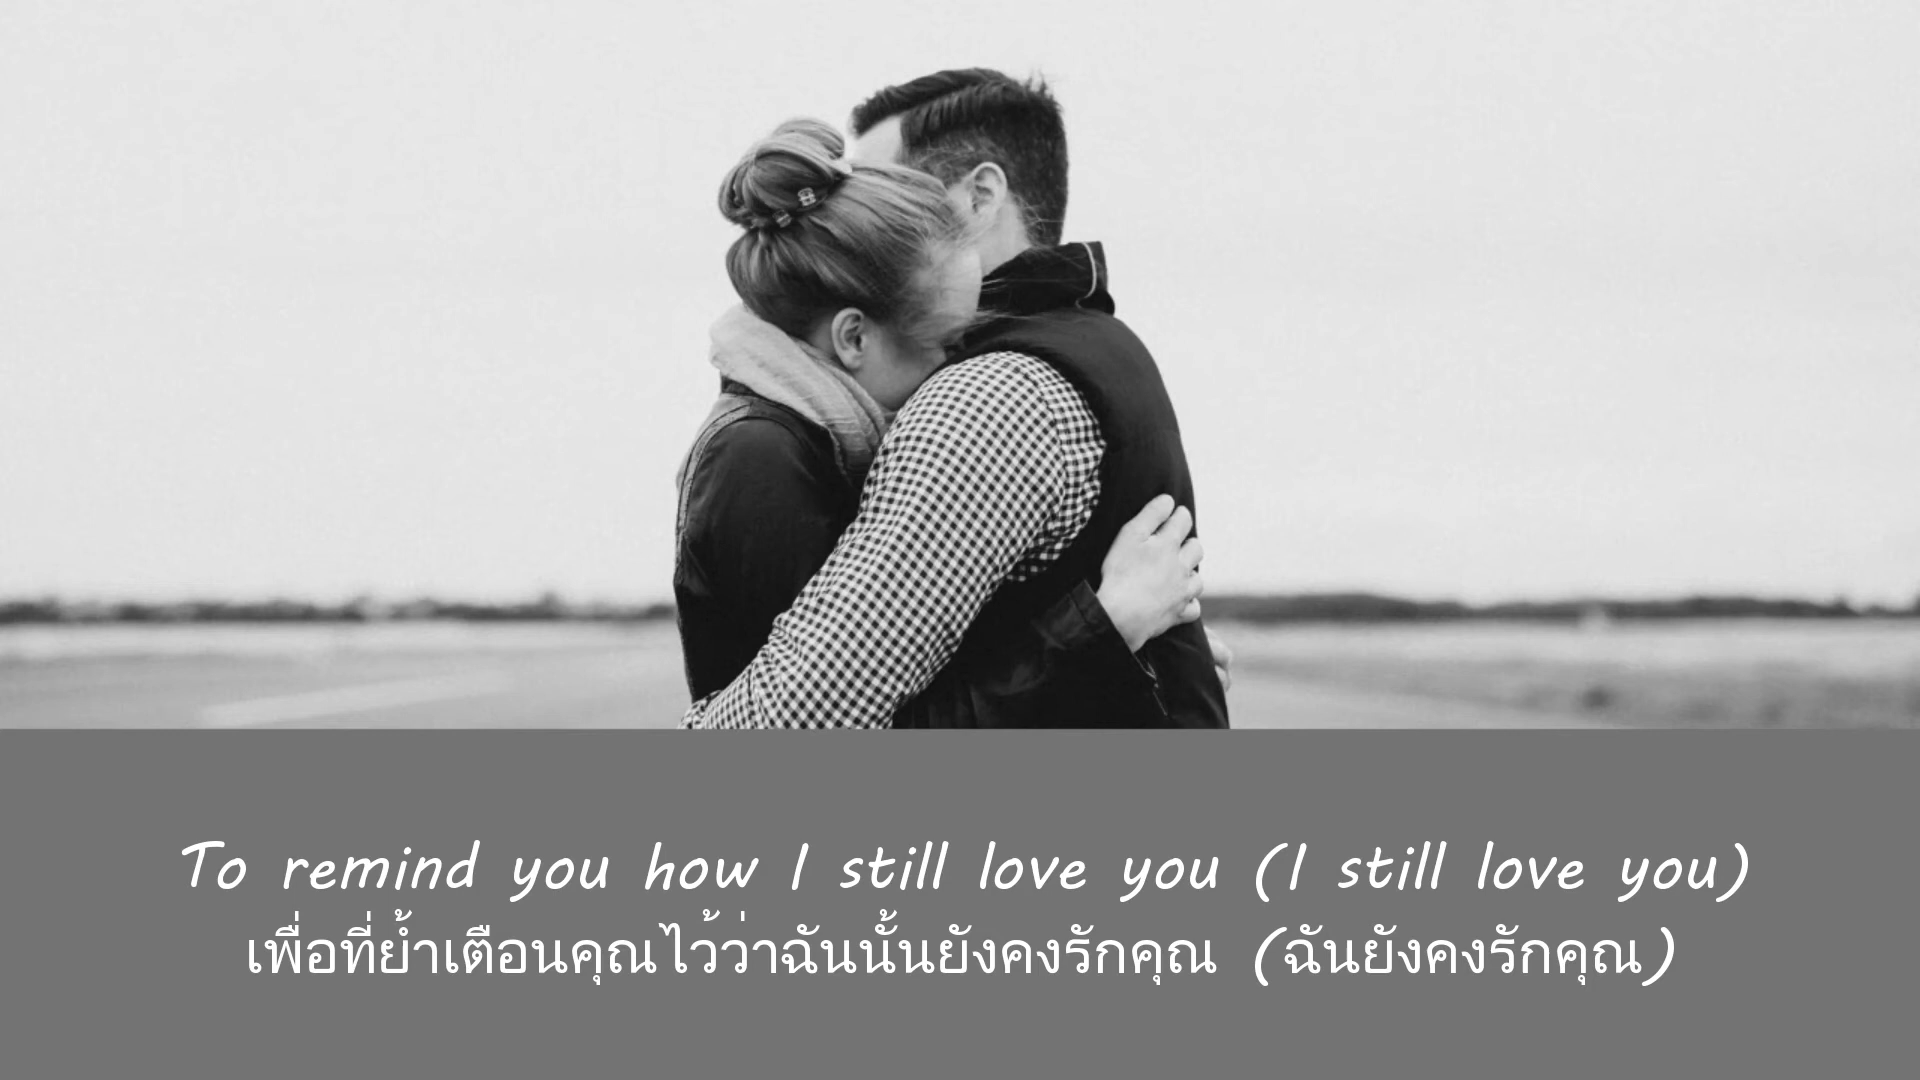 To remind you how I still love you (I still love you)
เพื่อที่ย้ำเตือนคุณไว้ว่าฉันนั้นยังคงรักคุณ (ฉันยังคงรักคุณ)